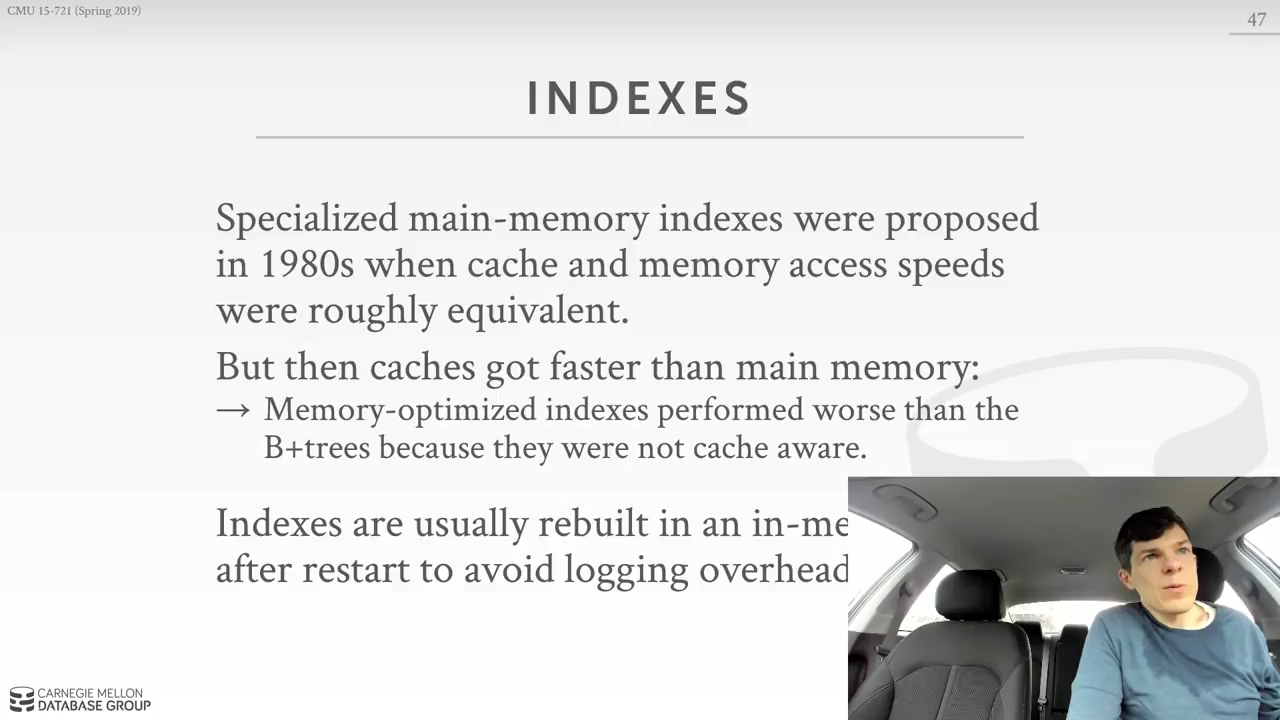 CMU 15-721 (Spring 2019)
47
INDEXES
Specialized main-memory indexes were proposed
in 1980s when cache and memory access speeds
were roughly equivalent.
But then caches got faster than main memory:
→ Memory-optimized indexes performed worse than the
B+trees because they were not cache aware.
Indexes are usually rebuilt in an in-me
after restart to avoid logging overhead
CARNEGIE MELLON
DATABASE GROUP